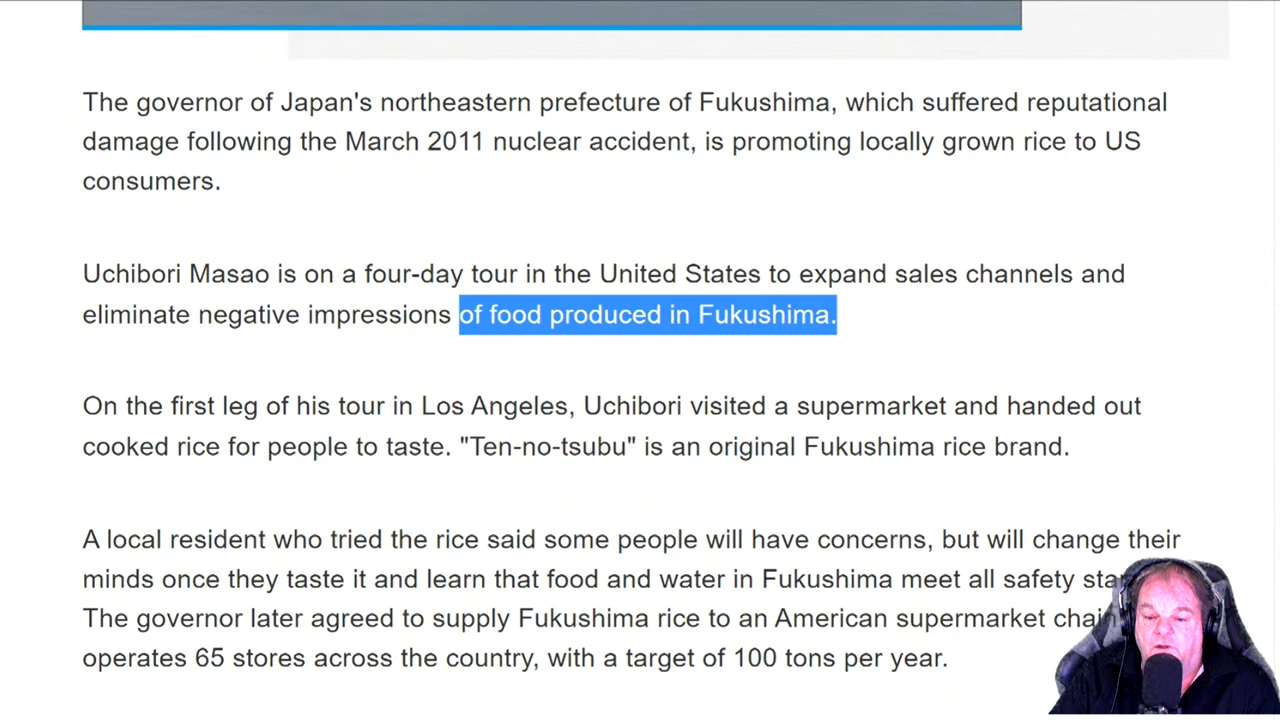 The governor of Japan's northeastern prefecture of Fukushima, which suffered reputational
damage following the March 2011 nuclear accident, is promoting locally grown rice to US
consumers.
Uchibori Masao is on a four-day tour in the United States to expand sales channels and
eliminate negative impressions of food produced in Fukushima.
On the first leg of his tour in Los Angeles, Uchibori visited a supermarket and handed out
cooked rice for people to taste. "Ten-no-tsubu" is an original Fukushima rice brand.
A local resident who tried the rice said some people will have concerns, but will change their
minds once they taste it and learn that food and water in Fukushima meet all safety
The governor later agreed to supply Fukushima rice to an American supermarket
operates 65 stores across the country, with a target of 100 tons per year.